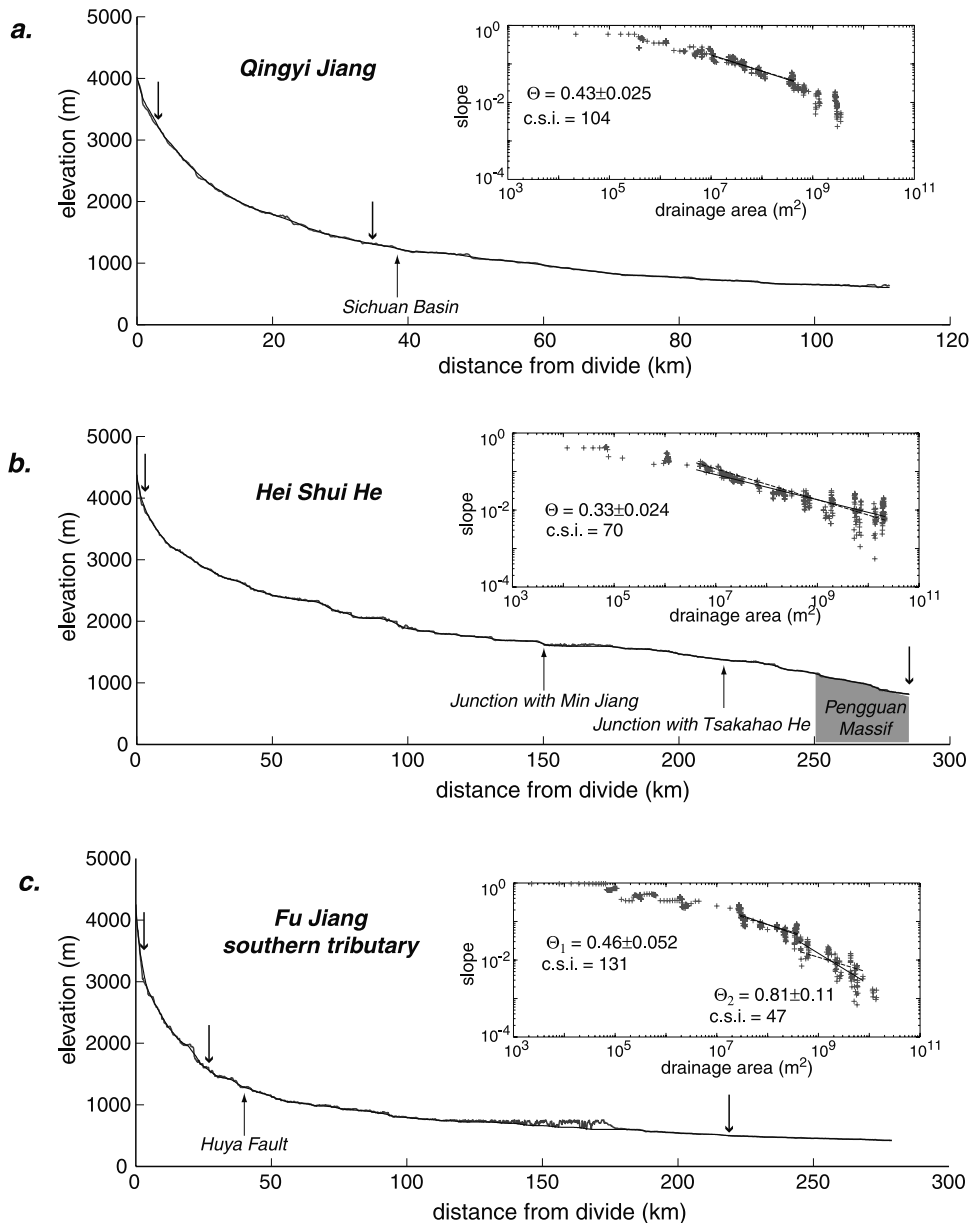 a.
Qingyi Jiang
elevation (m)
5000
4000
3000
2000
1000
0
0 20 40 60 80 100 120
distance from divide (km)
Sichuan Basin
slope
10^0
10^-2
10^-4
10^3 10^5 10^7 10^9 10^11
drainage area (m^2)
Θ = 0.43±0.025
c.s.i. = 104
b.
Hei Shui He
elevation (m)
5000
4000
3000
2000
1000
0
0 50 100 150 200 250 300
distance from divide (km)
Junction with Min Jiang
Junction with Tsakahao He
Pengguan
Massif
slope
10^0
10^-2
10^-4
10^3 10^5 10^7 10^9 10^11
drainage area (m^2)
Θ = 0.33±0.024
c.s.i. = 70
c.
Fu Jiang
southern tributary
elevation (m)
5000
4000
3000
2000
1000
0
0 50 100 150 200 250 300
distance from divide (km)
Huya Fault
slope
10^0
10^-2
10^-4
10^3 10^5 10^7 10^9 10^11
drainage area (m^2)
Θ1 = 0.46±0.052
c.s.i. = 131
Θ2 = 0.81±0.11
c.s.i. = 47